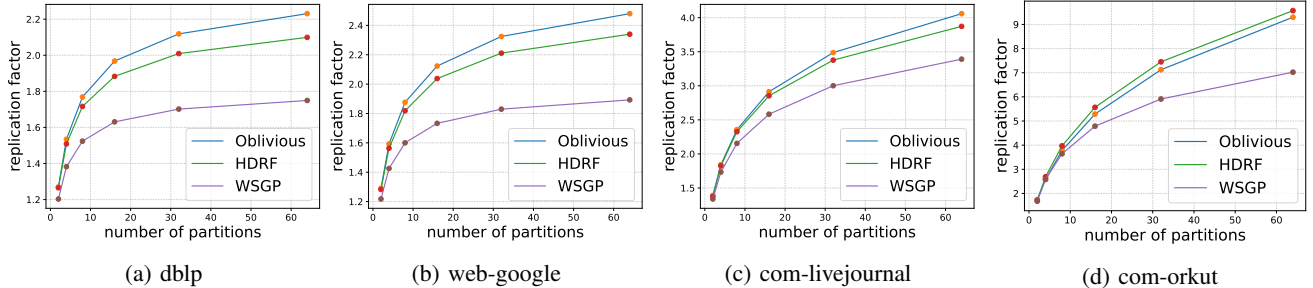 2.2
2.0
1.8
1.6
1.4
1.2
replication factor
0 10 20 30 40 50 60
number of partitions
Oblivious
HDRF
WSGP
(a) dblp
2.4
2.2
2.0
1.8
1.6
1.4
1.2
replication factor
0 10 20 30 40 50 60
number of partitions
Oblivious
HDRF
WSGP
(b) web-google
4.0
3.5
3.0
2.5
2.0
1.5
replication factor
0 10 20 30 40 50 60
number of partitions
Oblivious
HDRF
WSGP
(c) com-livejournal
9
8
7
6
5
4
3
2
replication factor
0 10 20 30 40 50 60
number of partitions
Oblivious
HDRF
WSGP
(d) com-orkut